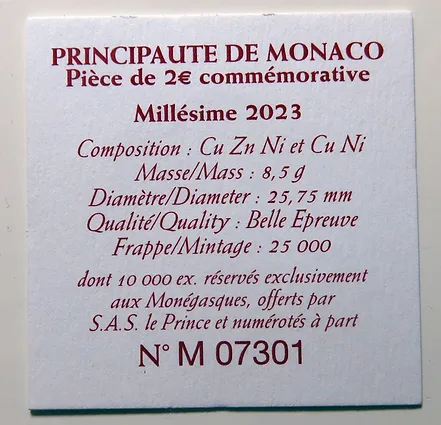 PRINCIPAUTE DE MONACO
Pièce de 2€ commémorative
Millésime 2023
Composition : Cu Zn Ni et Cu Ni
Masse/Mass : 8,5 g
Diamètre/Diameter : 25,75 mm
Qualité/Quality : Belle Epreuve
Frappe/Mintage : 25 000
dont 10 000 ex. réservés exclusivement
aux Monégasques, offerts par
S.A.S. le Prince et numérotés à part
N° M 07301